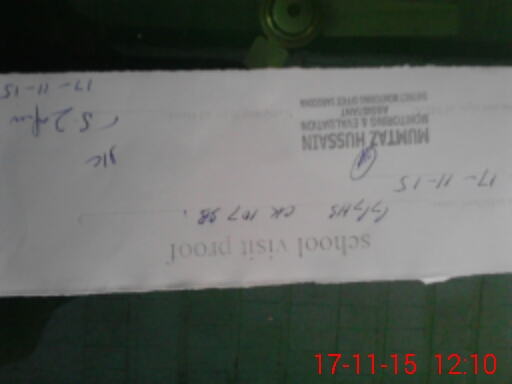 school visit proof
CK 107 SB
17-11-15
MUMTAZ HUSSAIN
MONITORING & EVALUATION
ASSISTANT
DISTRICT MONITORING OFFICE SARGODHA
17-11-15
17-11-15 12:10